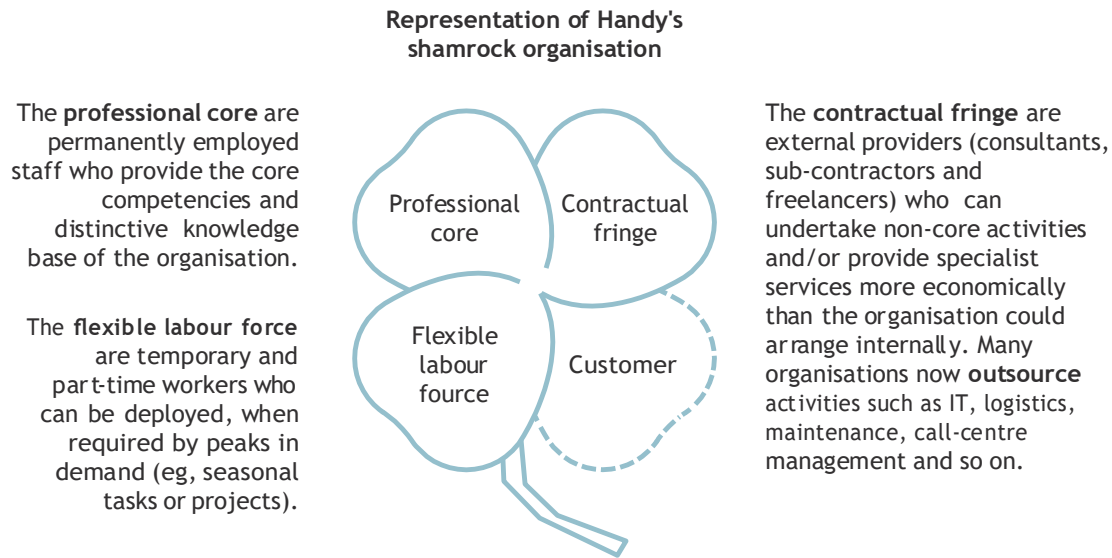 Representation of Handy's
shamrock organisation
The professional core are
permanently employed
staff who provide the core
competencies and
distinctive knowledge
base of the organisation.
The flexible labour force
are temporary and
part-time workers who
can be deployed, when
required by peaks in
demand (eg, seasonal
tasks or projects).
Professional
core
Contractual
fringe
Flexible
labour
fource
Customer
The contractual fringe are
external providers (consultants,
sub-contractors and
freelancers) who can
undertake non-core activities
and/or provide specialist
services more economically
than the organisation could
arrange internally. Many
organisations now outsource
activities such as IT, logistics,
maintenance, call-centre
management and so on.